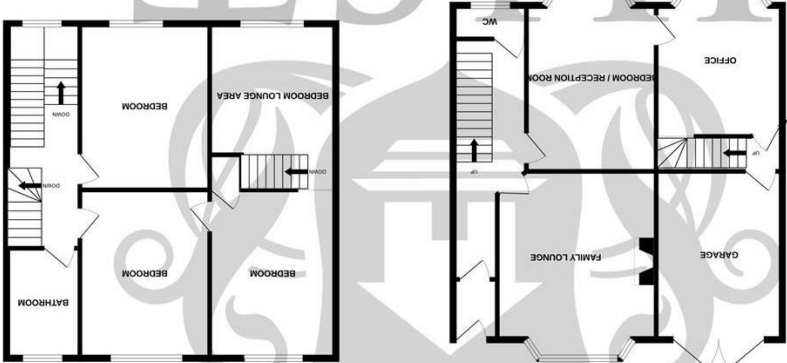 GARAGE
FAMILY LOUNGE
UP
UP
OFFICE
BEDROOM / RECEPTION ROOM
WC
BEDROOM
BEDROOM
BATHROOM
DOWN
DOWN
BEDROOM LOUNGE AREA
BEDROOM
DOWN